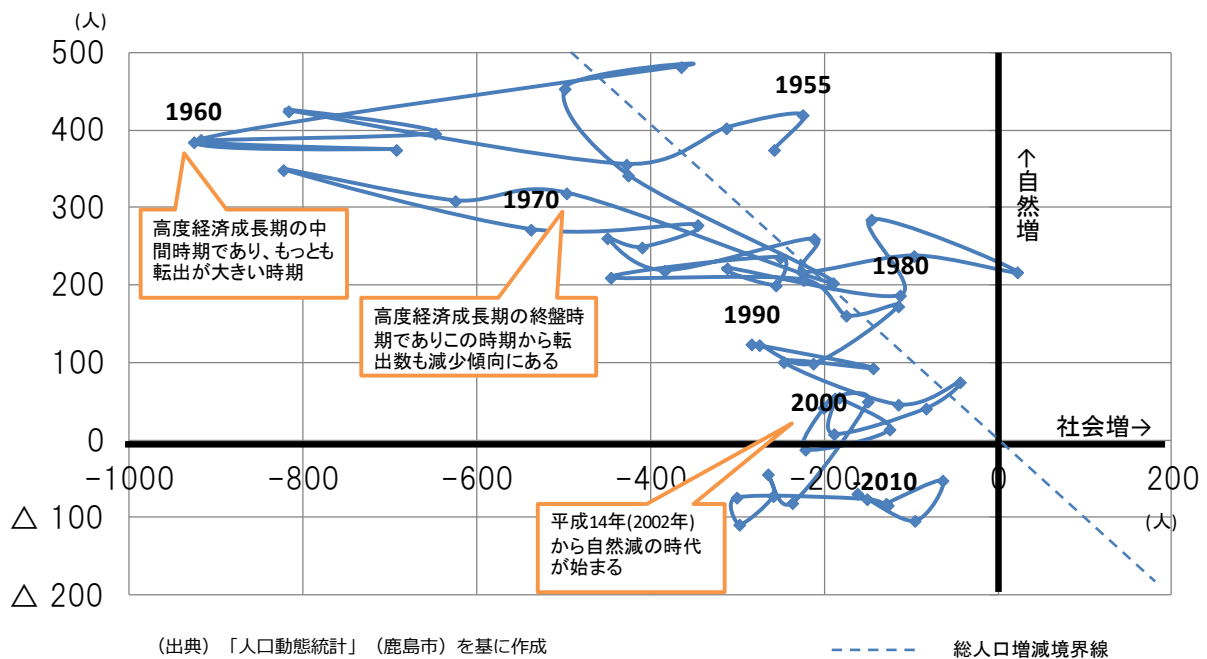 (人)
500
400
300
200
100
0
△ 100
△ 200
-1000
-800
-600
-400
-200
0
200
(人)
1955
1960
1970
1980
1990
2000
2010
↑自然増
社会増→
高度経済成長期の中
間時期であり、もっとも
転出が大きい時期
高度経済成長期の終盤時
期でありこの時期から転
出数も減少傾向にある
平成14年(2002年)
から自然減の時代
が始まる
（出典）「人口動態統計」（鹿島市）を基に作成
総人口増減境界線